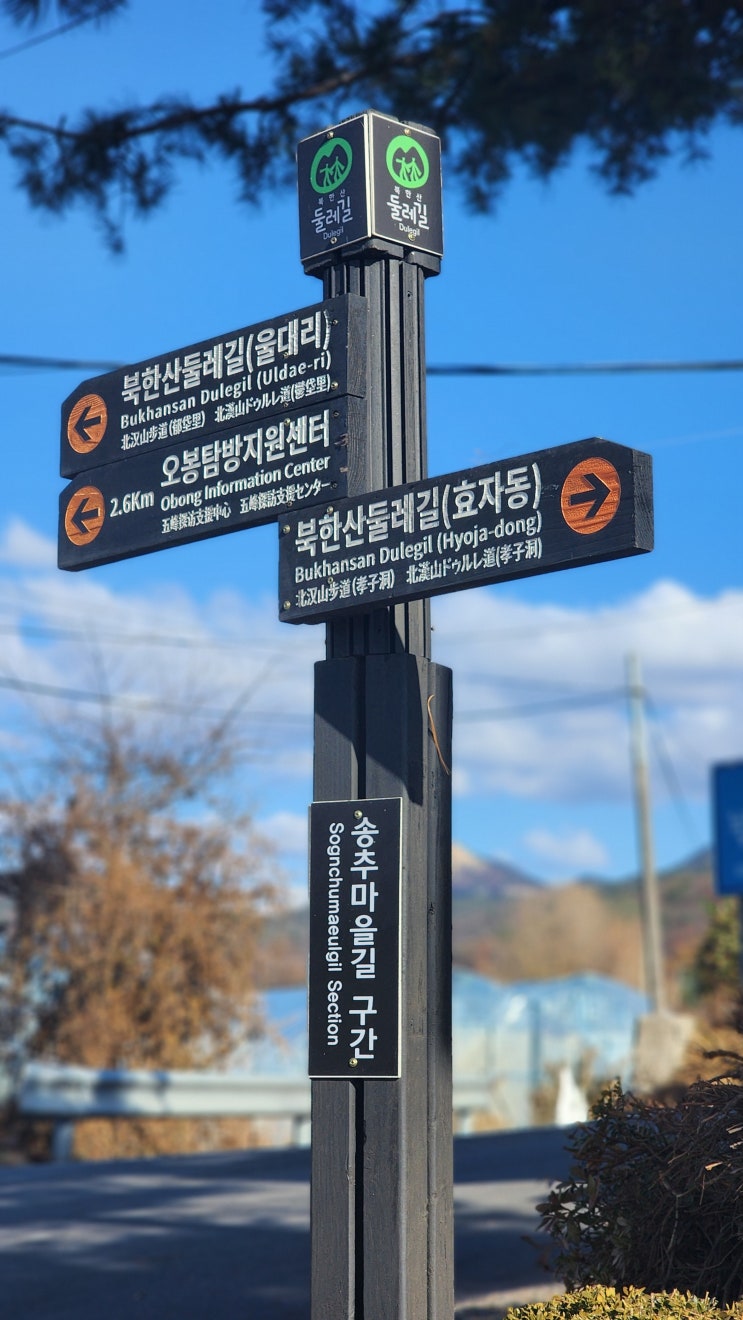 북한산
둘레길
Dulegil
북한산
둘레길
Dulegil
북한산둘레길(울대리)
Bukhansan Dulegil (Uldae-ri)
北汉山步道(郁垈里) 北漢山ドゥルレ道(鬱垈里)
2.6Km 오봉탐방지원센터
Obong Information Center
五峰探访支援中心 五峰探訪支援センター
북한산둘레길(효자동)
Bukhansan Dulegil (Hyoja-dong)
北汉山步道(孝子洞) 北漢山ドゥルレ道(孝子洞)
송추마을길 구간
Sognchumaeulgil Section